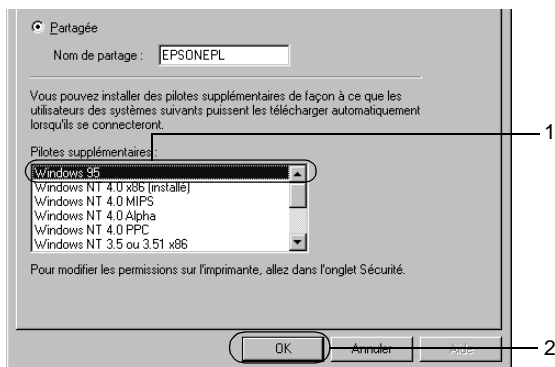 Partagée
Nom de partage : EPSONEPL
Vous pouvez installer des pilotes supplémentaires de façon à ce que les
utilisateurs des systèmes suivants puissent les télécharger automatiquement
lorsqu'ils se connecteront.
1
Pilotes supplémentaires :
Windows 95
Windows NT 4.0 x86 (installé)
Windows NT 4.0 MIPS
Windows NT 4.0 Alpha
Windows NT 4.0 PPC
Windows NT 3.5 ou 3.51 x86
Pour modifier les permissions sur l'imprimante, allez dans l'onglet Sécurité.
OK Annuler Aide 2